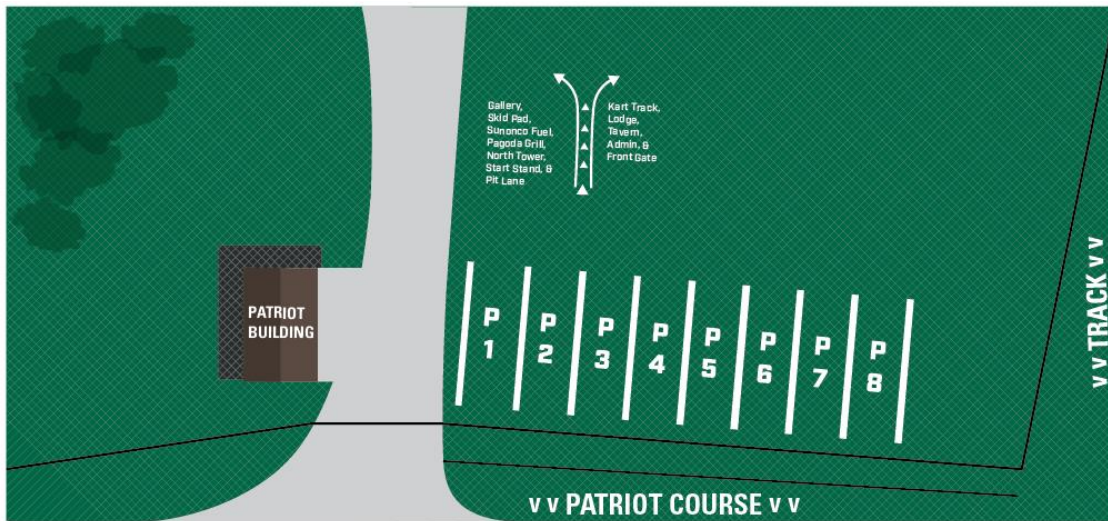 Gallery,
Skid Pad,
Sunonco Fuel,
Pagoda Grill,
North Tower,
Start Stand, &
Pit Lane
Kart Track,
Lodge,
Tavern,
Admin, &
Front Gate
PATRIOT
BUILDING
P
1
P
2
P
3
P
4
P
5
P
6
P
7
P
8
v v TRACK v v
v v PATRIOT COURSE v v